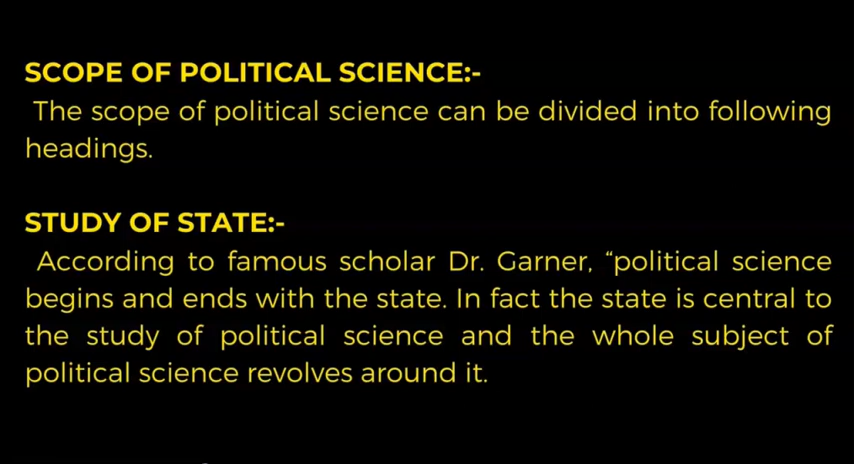 SCOPE OF POLITICAL SCIENCE:-
The scope of political science can be divided into following
headings.
STUDY OF STATE:-
According to famous scholar Dr. Garner, “political science
begins and ends with the state. In fact the state is central to
the study of political science and the whole subject of
political science revolves around it.